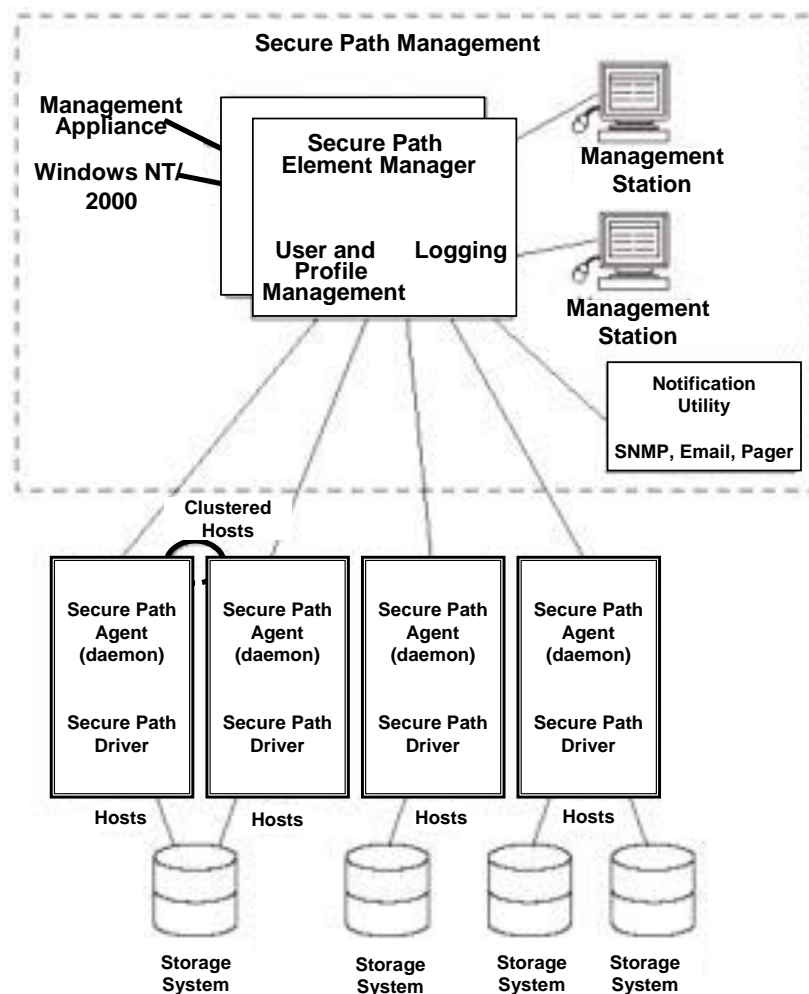 Secure Path Management
Management
Appliance
Windows NT/
2000
Secure Path
Element Manager
User and
Profile
Management
Logging
Management
Station
Management
Station
Notification
Utility
SNMP, Email, Pager
Clustered
Hosts
Secure Path
Agent
(daemon)
Secure Path
Driver
Secure Path
Agent
(daemon)
Secure Path
Driver
Secure Path
Agent
(daemon)
Secure Path
Driver
Secure Path
Agent
(daemon)
Secure Path
Driver
Hosts
Hosts
Hosts
Hosts
Storage
System
Storage
System
Storage
System
Storage
System